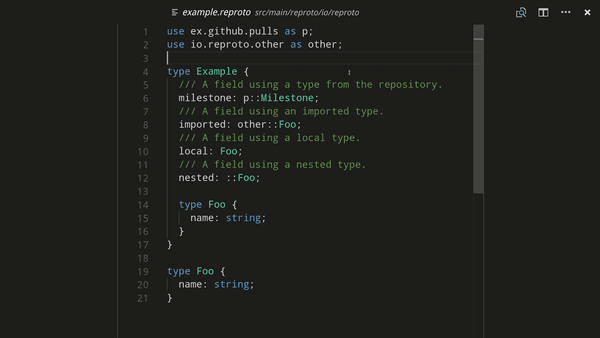 example.reproto src/main/reproto/io/reproto
1 use ex.github.pulls as p;
2 use io.reproto.other as other;
3
4 type Example {
5 /// A field using a type from the repository.
6 milestone: p::Milestone;
7 /// A field using an imported type.
8 imported: other::Foo;
9 /// A field using a local type.
10 local: Foo;
11 /// A field using a nested type.
12 nested: ::Foo;
13
14 type Foo {
15 name: string;
16 }
17 }
18
19 type Foo {
20 name: string;
21 }